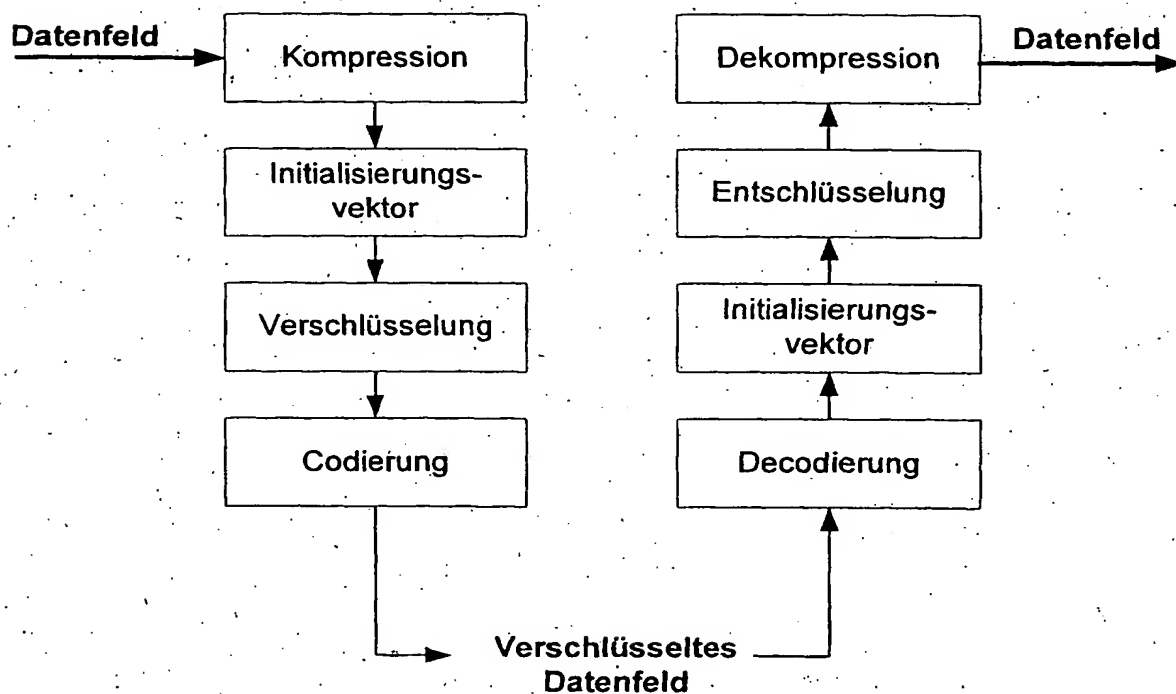 Datenfeld
Kompression
Initialisierungs-
vektor
Verschlüsselung
Codierung
Verschlüsseltes
Datenfeld
Decodierung
Initialisierungs-
vektor
Entschlüsselung
Dekompression
Datenfeld